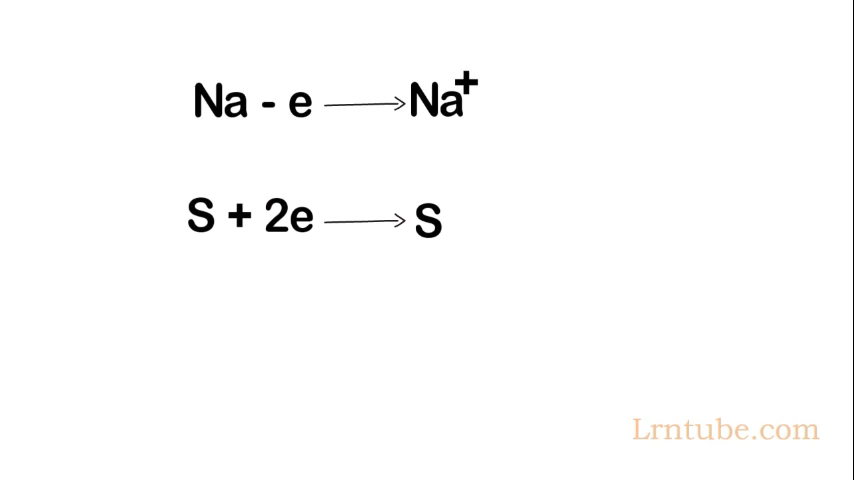 Na - e ⟶ Na⁺
S + 2e ⟶ S
Lrntube.com